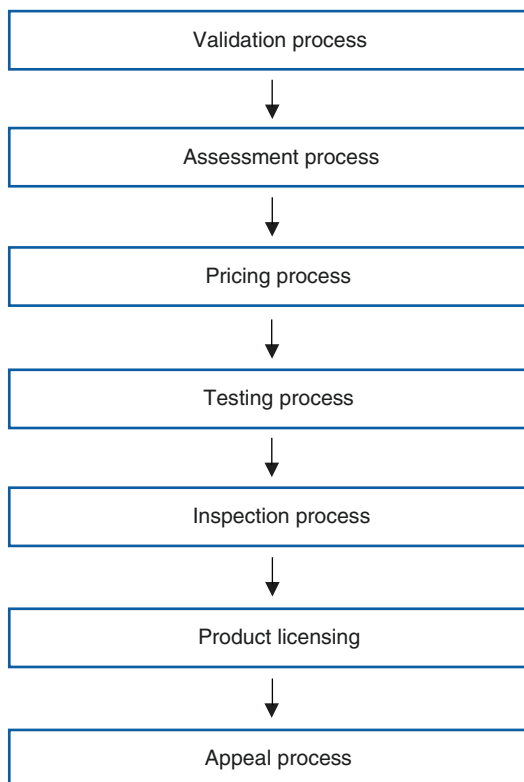 Validation process
Assessment process
Pricing process
Testing process
Inspection process
Product licensing
Appeal process